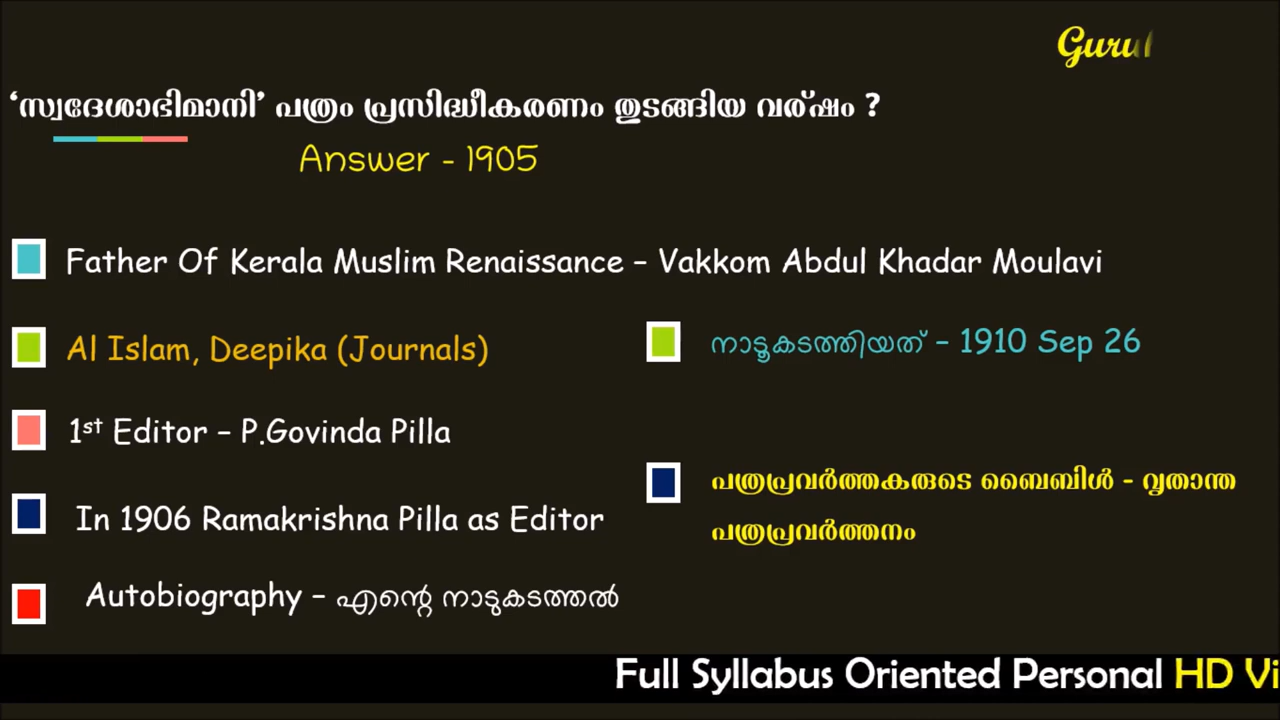 Guru
‘സ്വദേശാഭിമാനി’ പത്രം പ്രസിദ്ധീകരണം തുടങ്ങിയ വര്ഷം ?
Answer - 1905
Father Of Kerala Muslim Renaissance – Vakkom Abdul Khadar Moulavi
Al Islam, Deepika (Journals)
നാടൂകടത്തിയത് – 1910 Sep 26
1st Editor – P.Govinda Pilla
പത്രപ്രവർത്തകരുടെ ബൈബിൾ - വൃതാന്ത
പത്രപ്രവർത്തനം
In 1906 Ramakrishna Pilla as Editor
Autobiography – എന്റെ നാടുകടത്തൽ
Full Syllabus Oriented Personal HD Vi